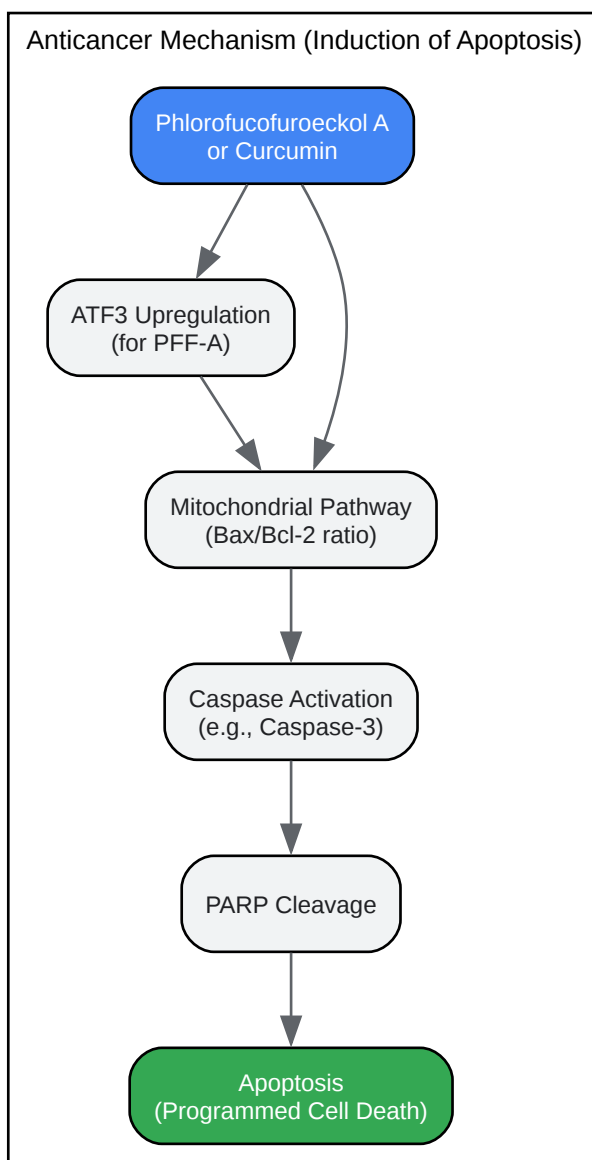 Anticancer Mechanism (Induction of Apoptosis)
Phlorofucofuroeckol A
or Curcumin
ATF3 Upregulation
(for PFF-A)
Mitochondrial Pathway
(Bax/Bcl-2 ratio)
Caspase Activation
(e.g., Caspase-3)
PARP Cleavage
Apoptosis
(Programmed Cell Death)